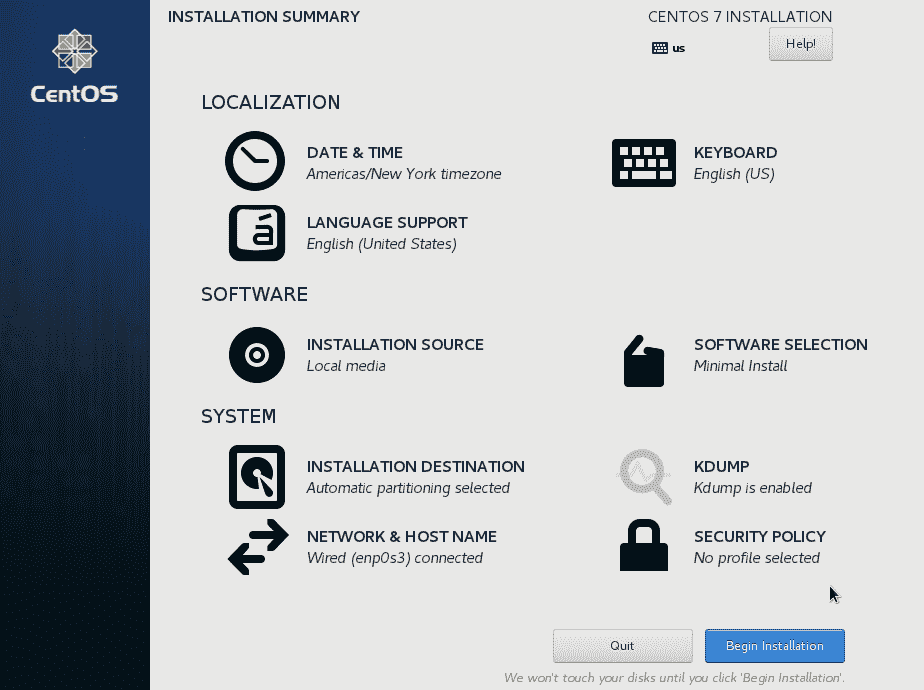 INSTALLATION SUMMARY
CENTOS 7 INSTALLATION
us
Help!
CentOS
LOCALIZATION
DATE & TIME
Americas/New York timezone
KEYBOARD
English (US)
á
LANGUAGE SUPPORT
English (United States)
SOFTWARE
INSTALLATION SOURCE
Local media
SOFTWARE SELECTION
Minimal Install
SYSTEM
INSTALLATION DESTINATION
Automatic partitioning selected
KDUMP
Kdump is enabled
NETWORK & HOST NAME
Wired (enp0s3) connected
SECURITY POLICY
No profile selected
Quit
Begin Installation
We won't touch your disks until you click 'Begin Installation'.